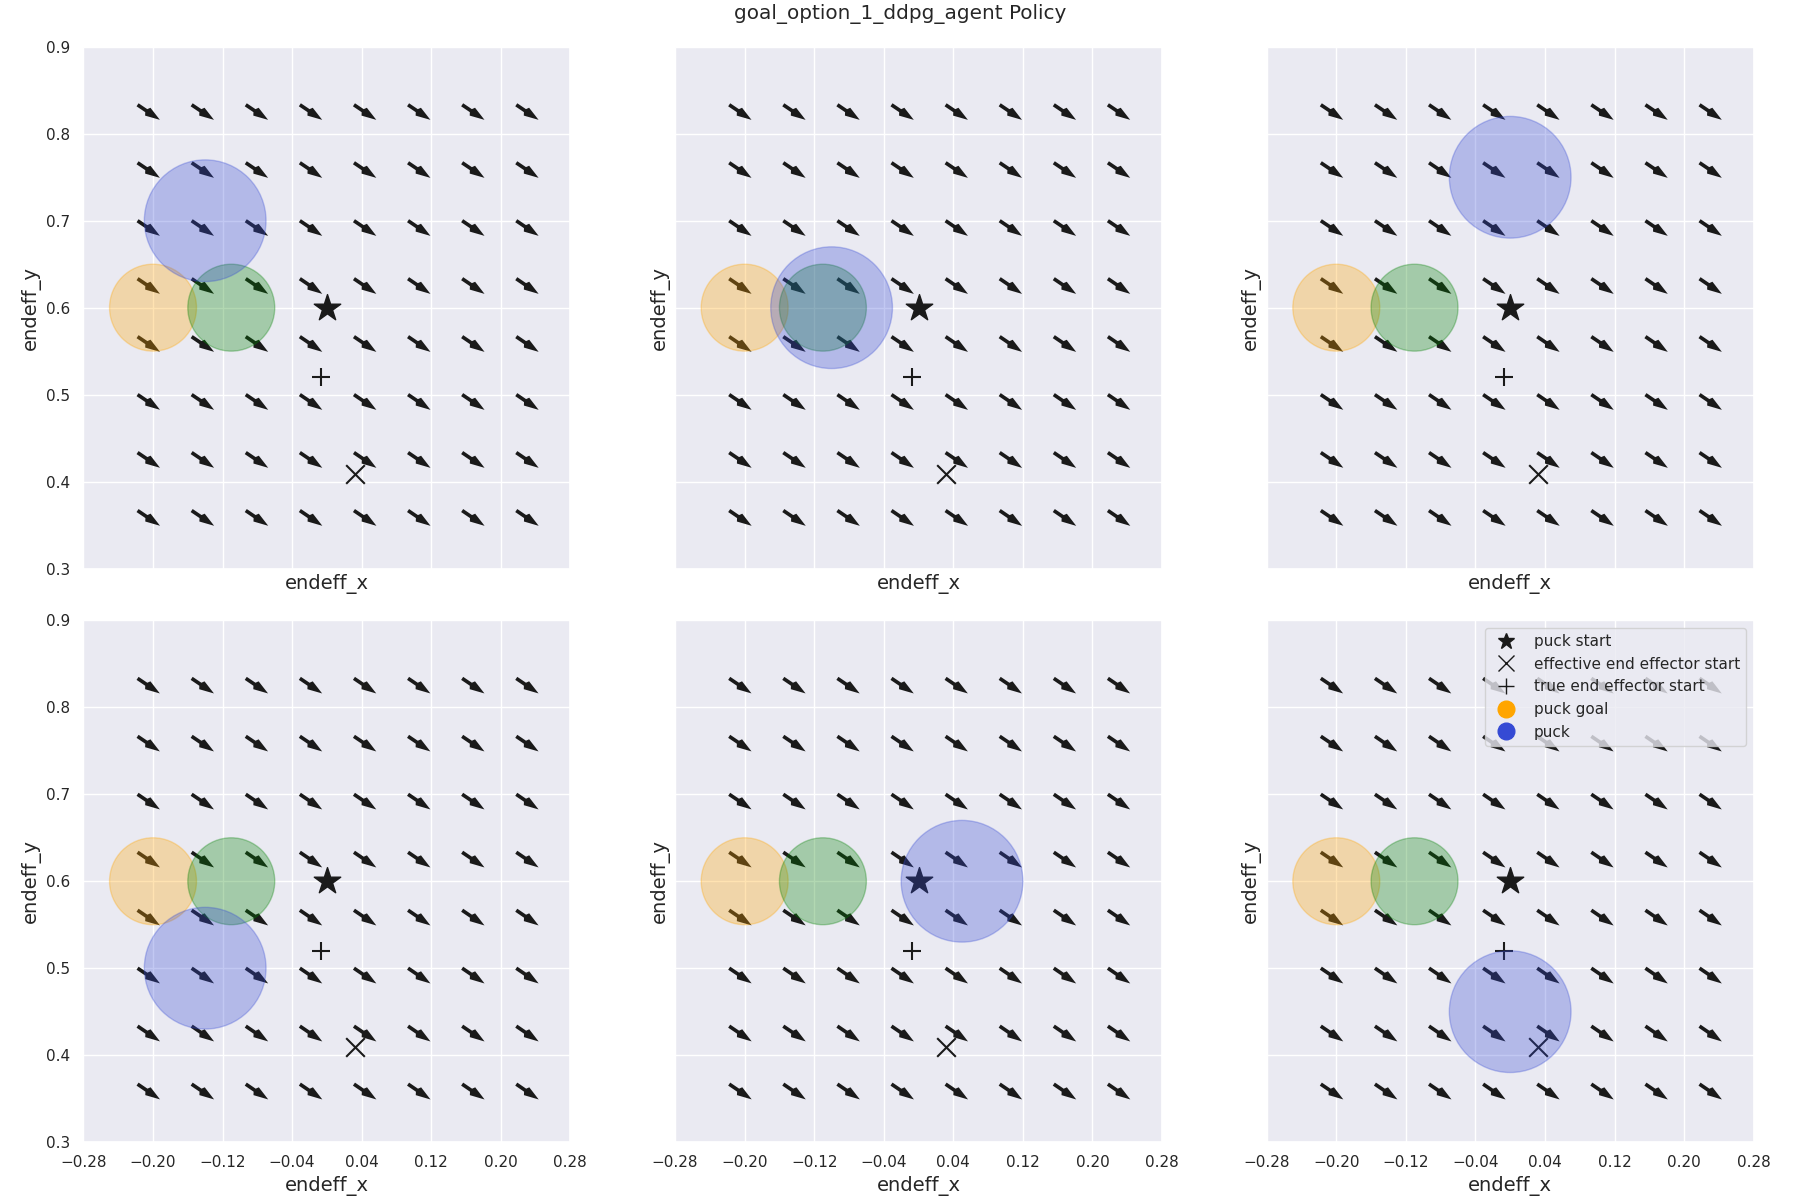 goal_option_1_ddpg_agent Policy
0.9
0.8
0.7
0.6
0.5
0.4
0.3
endeff_y
endeff_x
endeff_y
endeff_x
endeff_y
endeff_x
0.9
0.8
0.7
0.6
0.5
0.4
0.3
endeff_y
−0.28 −0.20 −0.12 −0.04 0.04 0.12 0.20 0.28
endeff_x
endeff_y
−0.28 −0.20 −0.12 −0.04 0.04 0.12 0.20 0.28
endeff_x
endeff_y
puck start
effective end effector start
true end effector start
puck goal
puck
−0.28 −0.20 −0.12 −0.04 0.04 0.12 0.20 0.28
endeff_x